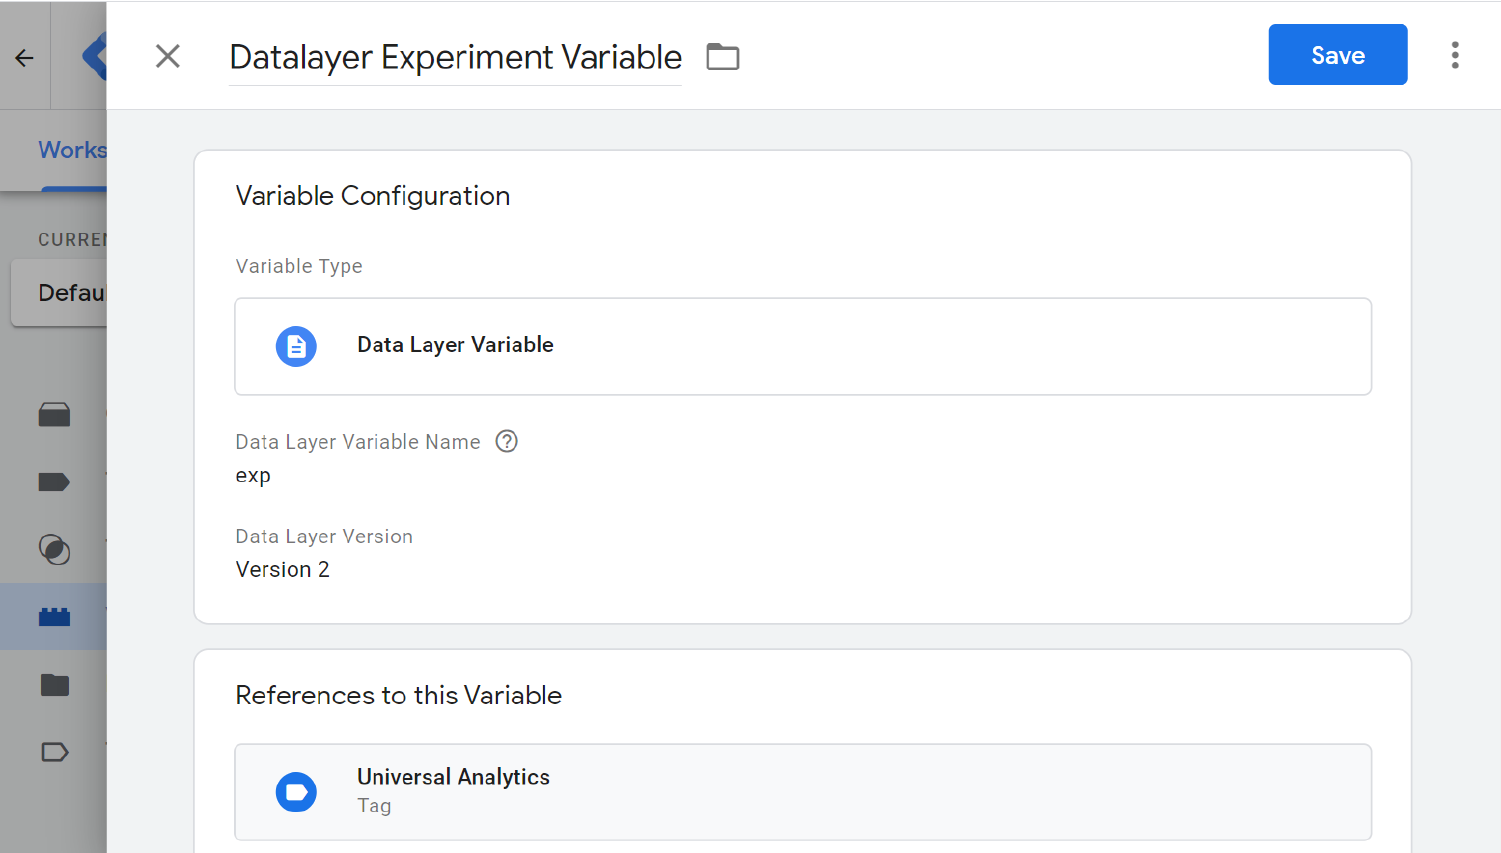 Datalayer Experiment Variable
Save
Works
CURREN
Defau
Variable Configuration
Variable Type
Data Layer Variable
Data Layer Variable Name
exp
Data Layer Version
Version 2
References to this Variable
Universal Analytics
Tag